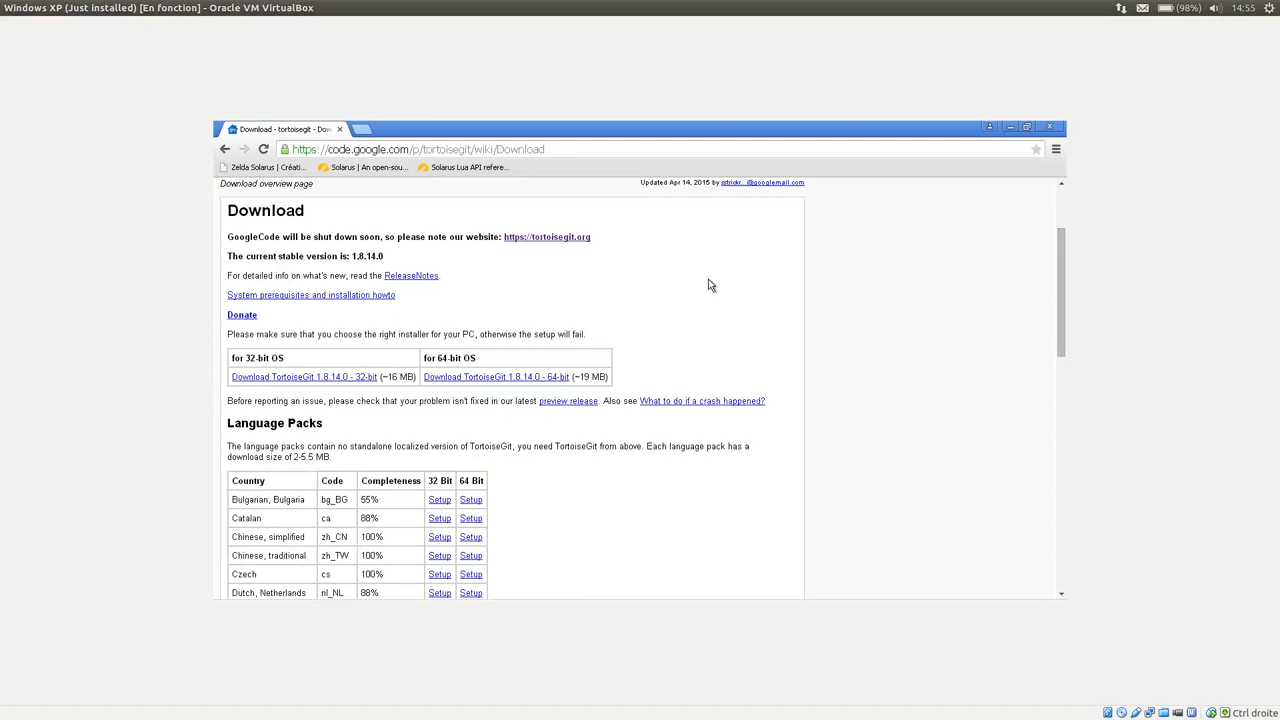 Windows XP (Just installed) [En fonction] - Oracle VM VirtualBox
(98%) 14:55
Download - tortoisegit - Dow
https://code.google.com/p/tortoisegit/wiki/Download
Zelda Solarus | Créati... Solarus | An open-sou... Solarus Lua API refere...
Download overview page Updated Apr 14, 2015 by sstrickr...@googlemail.com
Download
GoogleCode will be shut down soon, so please note our website: https://tortoisegit.org
The current stable version is: 1.8.14.0
For detailed info on what's new, read the ReleaseNotes.
System prerequisites and installation howto
Donate
Please make sure that you choose the right installer for your PC, otherwise the setup will fail.
for 32-bit OS for 64-bit OS
Download TortoiseGit 1.8.14.0 - 32-bit (~16 MB) Download TortoiseGit 1.8.14.0 - 64-bit (~19 MB)
Before reporting an issue, please check that your problem isn't fixed in our latest preview release. Also see What to do if a crash happened?
Language Packs
The language packs contain no standalone localized version of TortoiseGit, you need TortoiseGit from above. Each language pack has a
download size of 2-5.5 MB.
Country Code Completeness 32 Bit 64 Bit
Bulgarian, Bulgaria bg_BG 55% Setup Setup
Catalan ca 88% Setup Setup
Chinese, simplified zh_CN 100% Setup Setup
Chinese, traditional zh_TW 100% Setup Setup
Czech cs 100% Setup Setup
Dutch, Netherlands nl_NL 88% Setup Setup
Ctrl droite